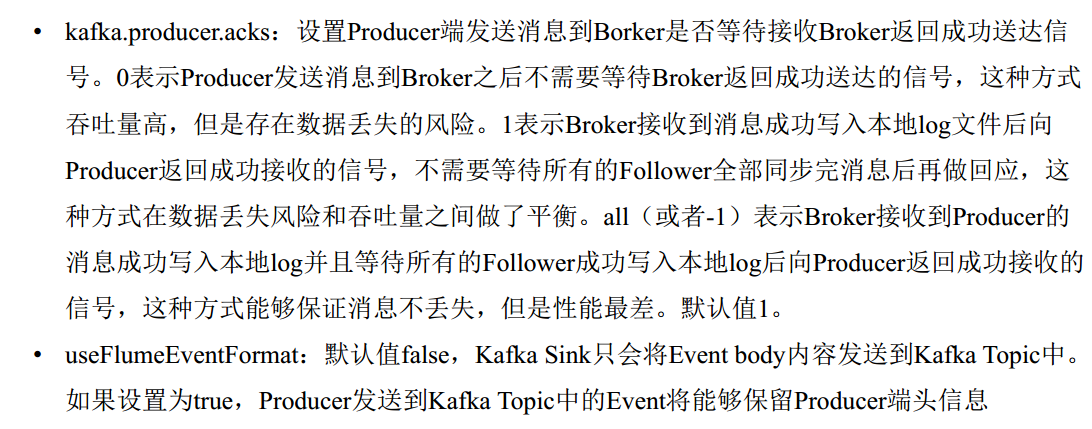 • kafka.producer.acks：设置Producer端发送消息到Borker是否等待接收Broker返回成功送达信
号。0表示Producer发送消息到Broker之后不需要等待Broker返回成功送达的信号，这种方式
吞吐量高，但是存在数据丢失的风险。1表示Broker接收到消息成功写入本地log文件后向
Producer返回成功接收的信号，不需要等待所有的Follower全部同步完消息后再做回应，这
种方式在数据丢失风险和吞吐量之间做了平衡。all（或者-1）表示Broker接收到Producer的
消息成功写入本地log并且等待所有的Follower成功写入本地log后向Producer返回成功接收的
信号，这种方式能够保证消息不丢失，但是性能最差。默认值1。
• useFlumeEventFormat：默认值false，Kafka Sink只会将Event body内容发送到Kafka Topic中。
如果设置为true，Producer发送到Kafka Topic中的Event将能够保留Producer端头信息